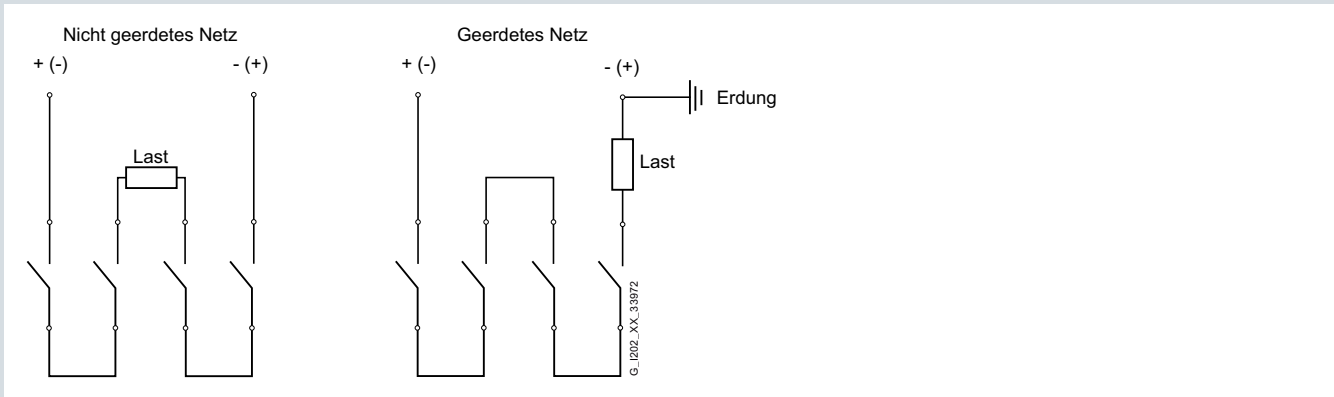 Nicht geerdetes Netz
+ (-)
- (+)
Last
Geerdetes Netz
+ (-)
- (+)
Erdung
Last
G_I202_XX_33972